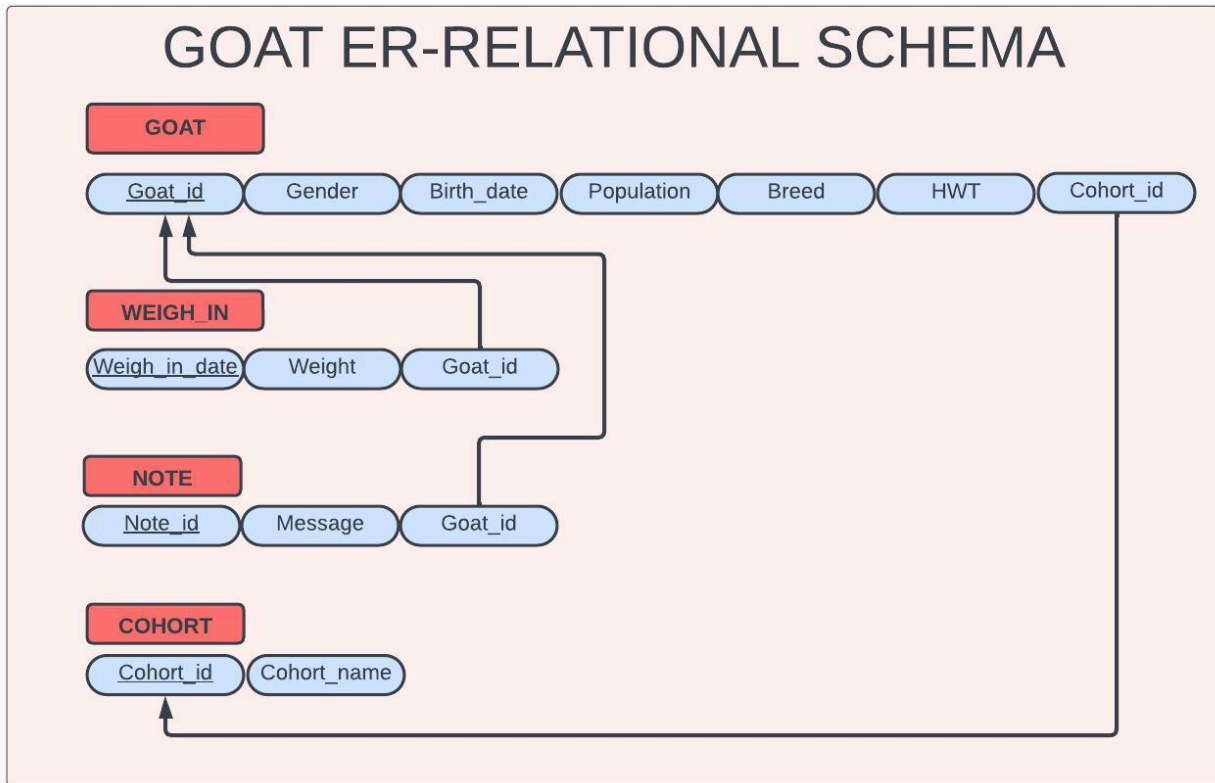 GOAT ER-RELATIONAL SCHEMA
GOAT
Goat_id Gender Birth_date Population Breed HWT Cohort_id
WEIGH_IN
Weigh_in_date Weight Goat_id
NOTE
Note_id Message Goat_id
COHORT
Cohort_id Cohort_name